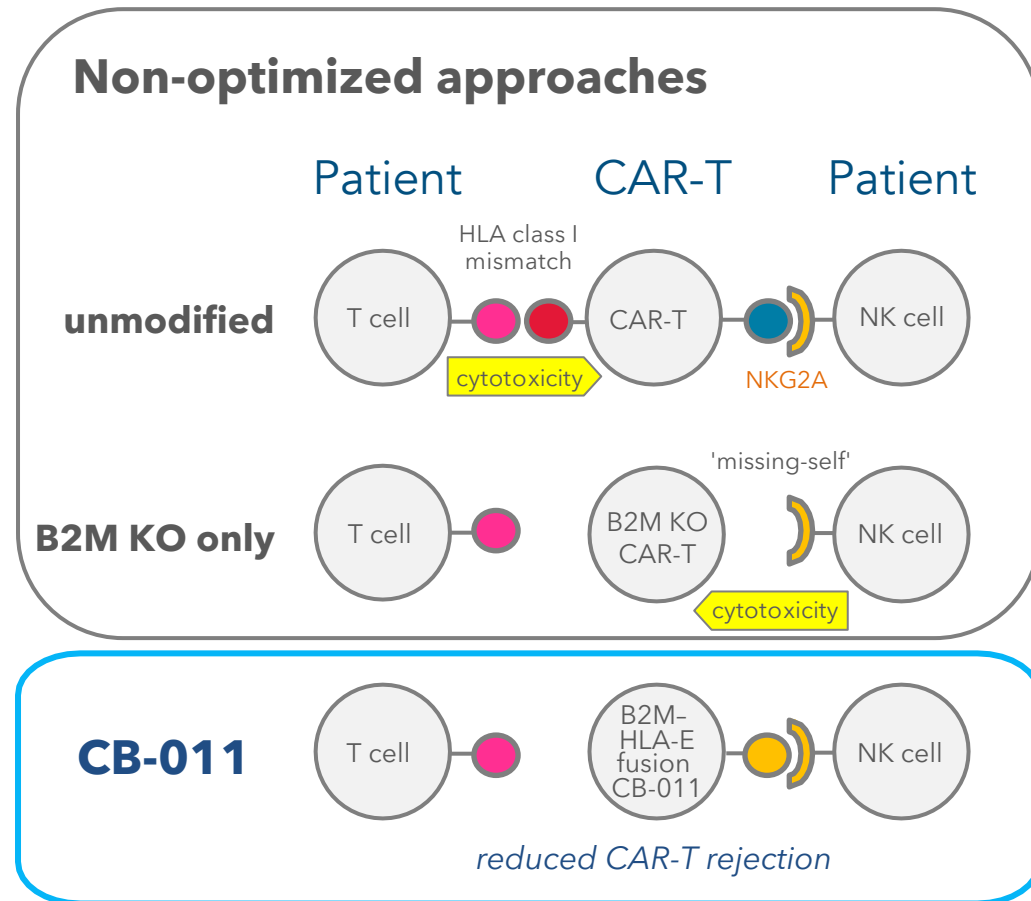 Non-optimized approaches
Patient
CAR-T
Patient
HLA class I
mismatch
unmodified
T cell
CAR-T
NK cell
cytotoxicity
NKG2A
'missing-self'
B2M KO only
T cell
B2M KO
CAR-T
NK cell
cytotoxicity
CB-011
T cell
B2M–
HLA-E
fusion
CB-011
NK cell
reduced CAR-T rejection